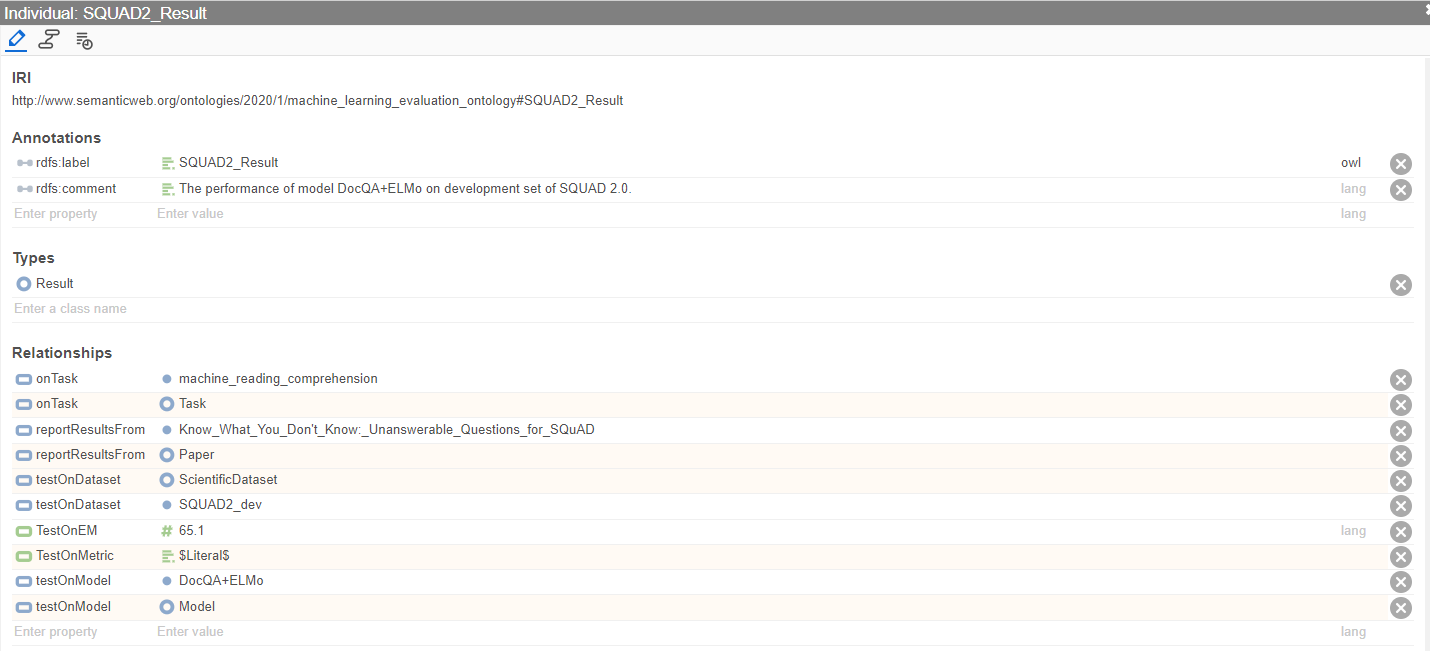 Individual: SQUAD2_Result
IRI
http://www.semanticweb.org/ontologies/2020/1/machine_learning_evaluation_ontology#SQUAD2_Result
Annotations
rdfs:label SQUAD2_Result owl
rdfs:comment The performance of model DocQA+ELMo on development set of SQUAD 2.0. lang
Enter property Enter value lang
Types
Result
Enter a class name
Relationships
onTask machine_reading_comprehension
onTask Task
reportResultsFrom Know_What_You_Don't_Know:_Unanswerable_Questions_for_SQuAD
reportResultsFrom Paper
testOnDataset ScientificDataset
testOnDataset SQUAD2_dev
TestOnEM # 65.1 lang
TestOnMetric $Literal$
testOnModel DocQA+ELMo
testOnModel Model
Enter property Enter value lang